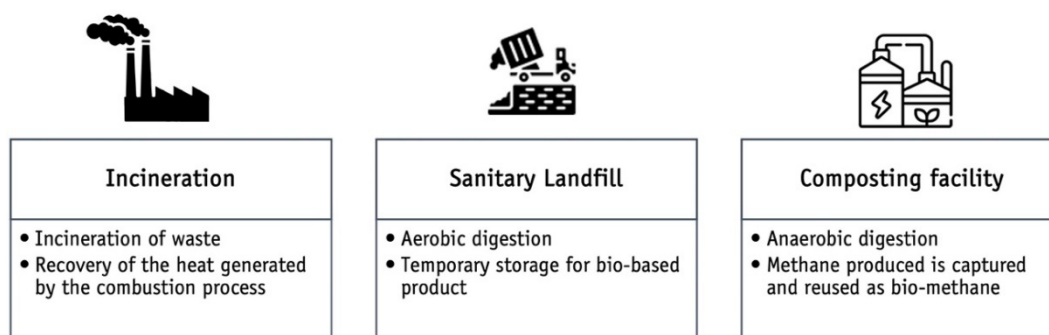 Incineration
• Incineration of waste
• Recovery of the heat generated
by the combustion process
Sanitary Landfill
• Aerobic digestion
• Temporary storage for bio-based
product
Composting facility
• Anaerobic digestion
• Methane produced is captured
and reused as bio-methane